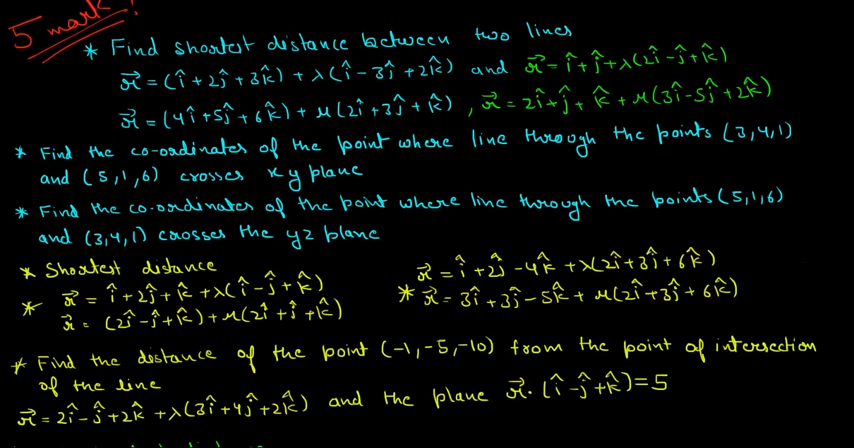 5 mark!
* Find shortest distance between two lines
r⃗ = (î + 2ĵ + 3k̂) + λ(î - 3ĵ + 2k̂) and r⃗ = î + ĵ + λ(2î - ĵ + k̂)
r⃗ = (4î + 5ĵ + 6k̂) + μ(2î + 3ĵ + k̂) , r⃗ = 2î + ĵ + k̂ + μ(3î - 5ĵ + 2k̂)
* Find the co-ordinates of the point where line through the points (3,4,1)
and (5,1,6) crosses xy plane
* Find the co-ordinates of the point where line through the points (5,1,6)
and (3,4,1) crosses the yz plane
* Shortest distance
* r⃗ = î + 2ĵ + k̂ + λ(î - ĵ + k̂)
r⃗ = (2î - ĵ + k̂) + μ(2î + ĵ + k̂)
r⃗ = î + 2ĵ - 4k̂ + λ(2î + 3ĵ + 6k̂)
* r⃗ = 3î + 3ĵ - 5k̂ + μ(2î + 3ĵ + 6k̂)
* Find the distance of the point (-1,-5,-10) from the point of intersection
of the line
r⃗ = 2î - ĵ + 2k̂ + λ(3î + 4ĵ + 2k̂) and the plane r⃗ · (î - ĵ + k̂) = 5